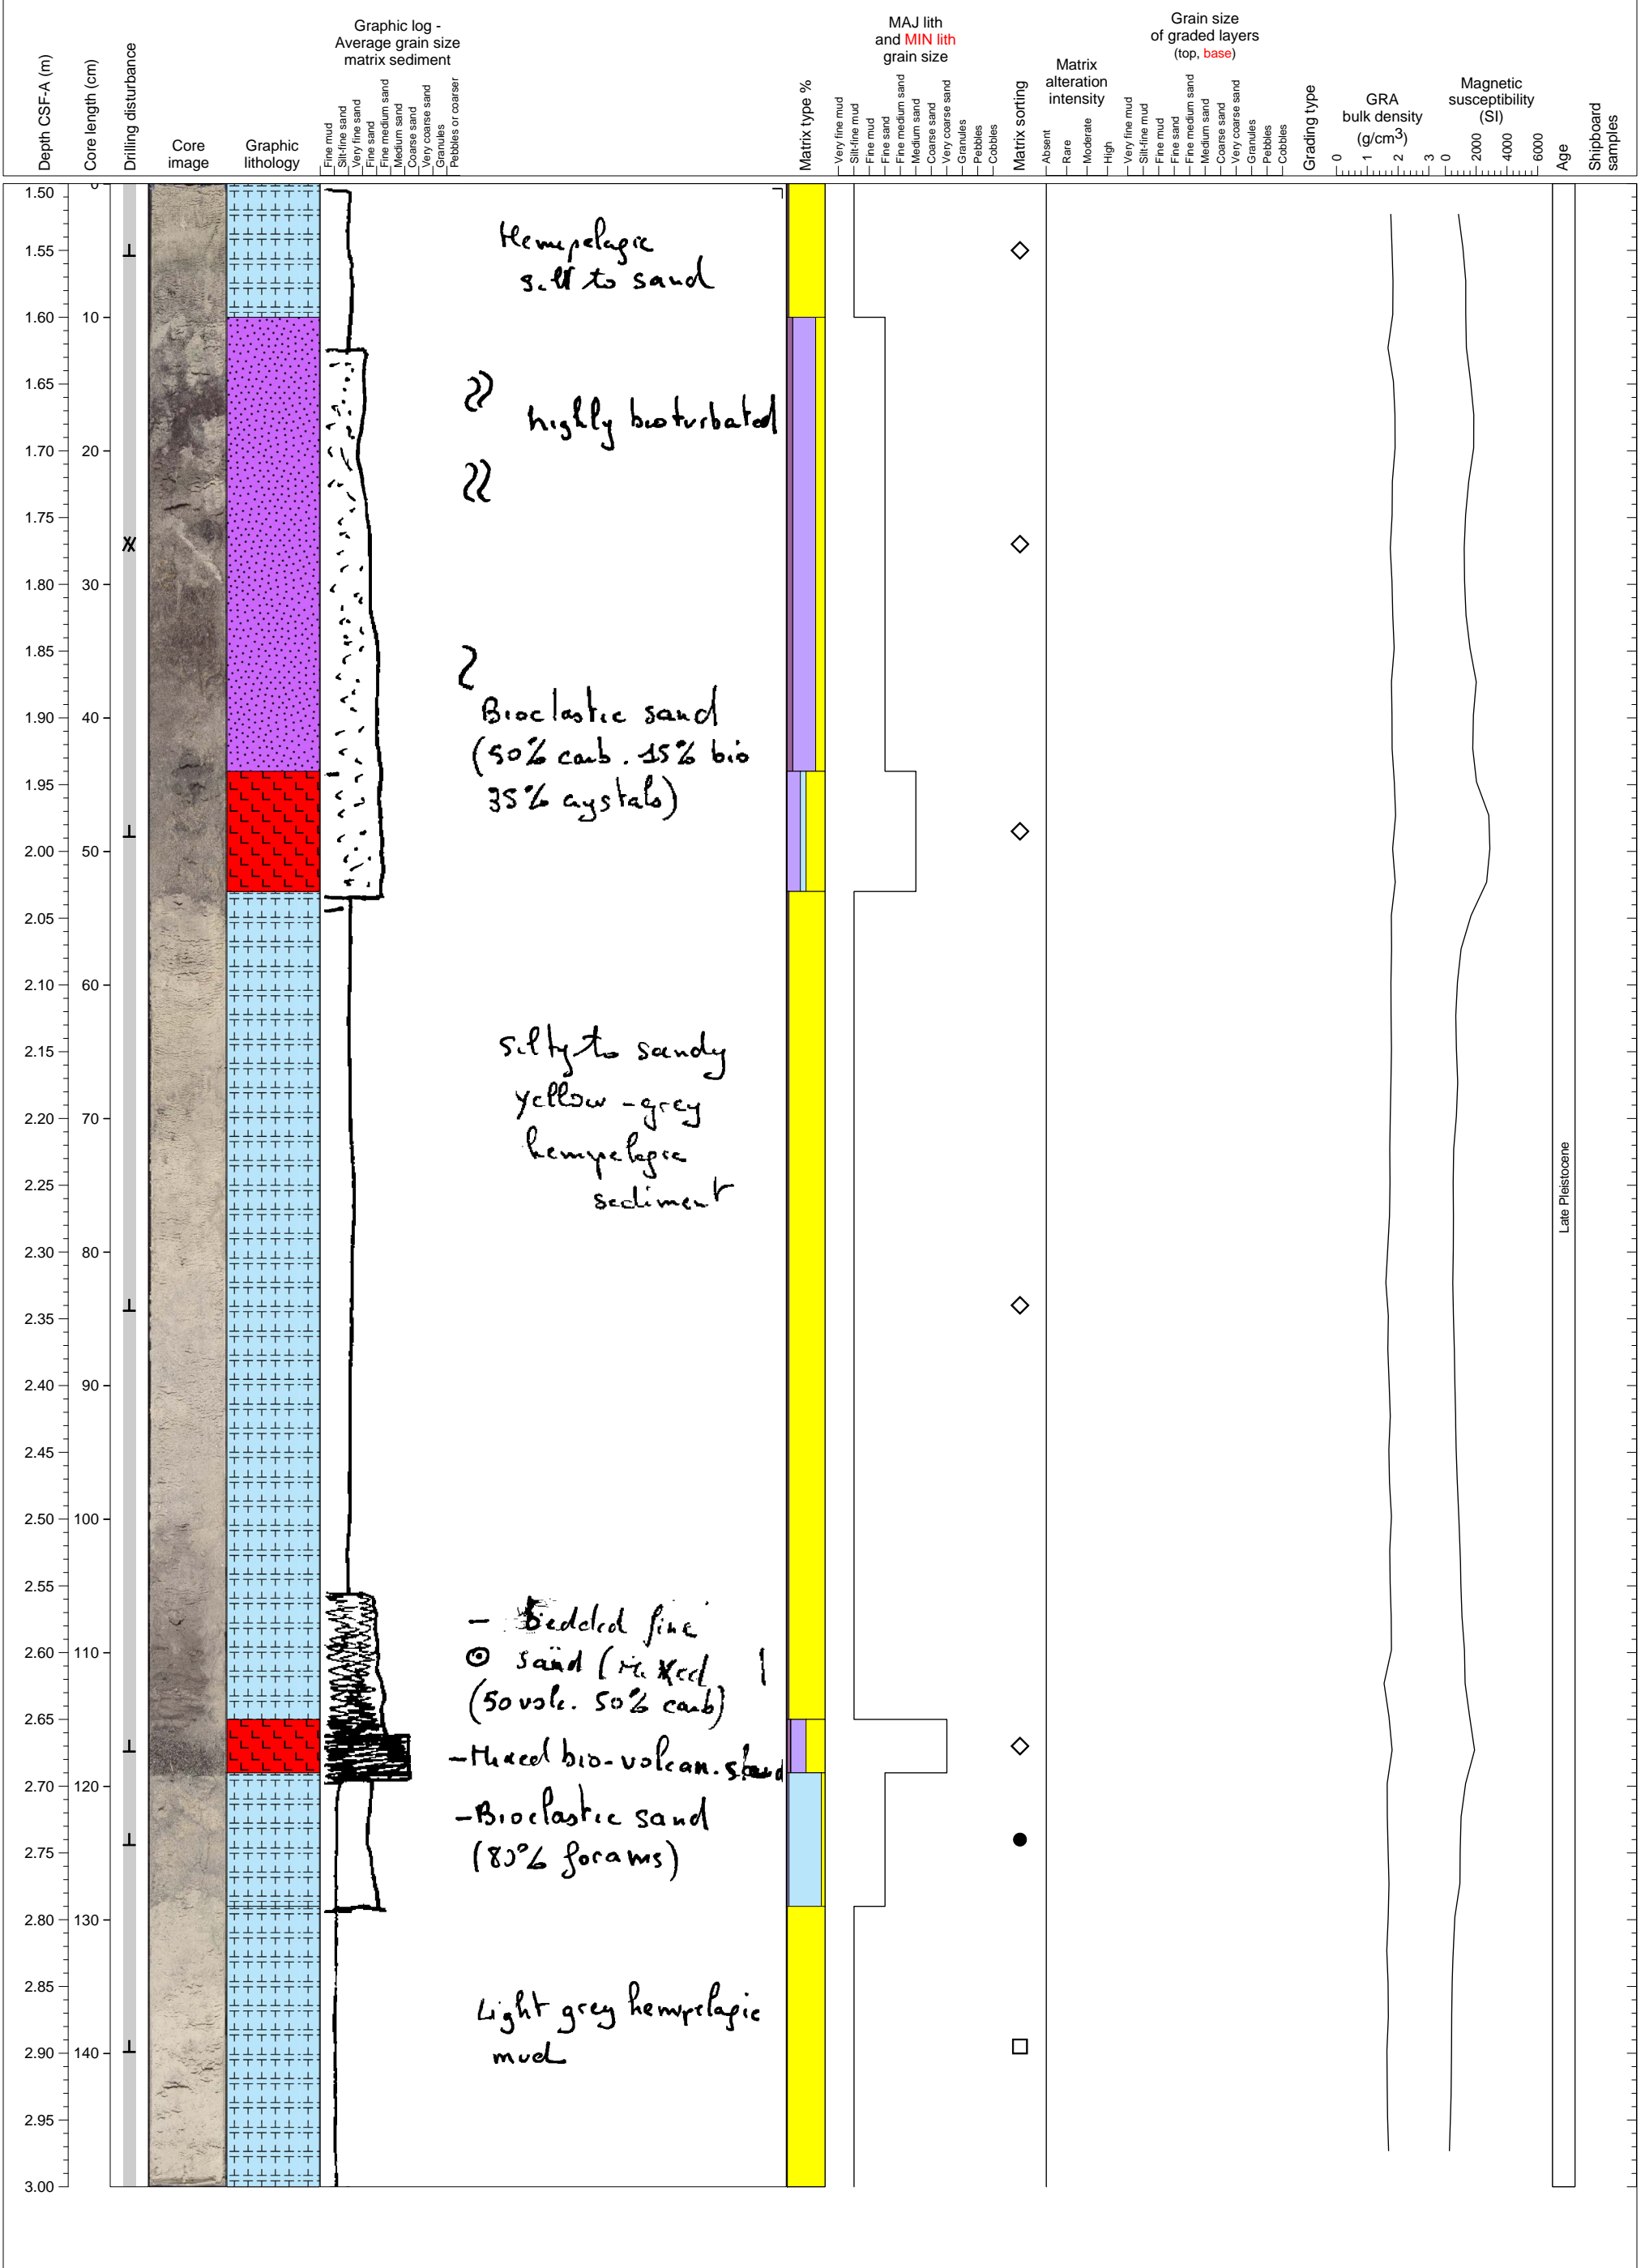 Graphic log -
Average grain size
matrix sediment
MAJ lith
and MIN lith
grain size
Grain size
of graded layers
(top, base)
Depth CSF-A (m)
Core length (cm)
Drilling disturbance
Core
image
Graphic
lithology
Fine mud
Silt-fine sand
Very fine sand
Fine sand
Fine medium sand
Medium sand
Coarse sand
Very coarse sand
Granules
Pebbles or coarser
Matrix type %
Very fine mud
Silt-fine mud
Fine mud
Fine sand
Fine medium sand
Medium sand
Coarse sand
Very coarse sand
Granules
Pebbles
Cobbles
Matrix sorting
Matrix
alteration
intensity
Absent
Rare
Moderate
High
Very fine mud
Silt-fine mud
Fine mud
Fine sand
Fine medium sand
Medium sand
Coarse sand
Very coarse sand
Granules
Pebbles
Cobbles
Grading type
GRA
bulk density
(g/cm3)
0 1 2 3
Magnetic
susceptibility
(SI)
0 2000 4000 6000
Age
Shipboard
samples
1.50 0
Hemipelagic
1.55
silt to sand
1.60 10
1.65
highly bioturbated
1.70 20
1.75
1.80 30
1.85
1.90 40
Bioclastic sand
(50% carb. 15% bio
1.95
35% crystals)
2.00 50
2.05
2.10 60
2.15
silty to sandy
yellow-grey
2.20 70
hemipelagic
2.25
sediment
Late Pleistocene
2.30 80
2.35
2.40 90
2.45
2.50 100
2.55
- bedded fine
2.60 110
sand (
(50 volc. 50% carb)
2.65
-Mixed bio-volcan. sand
2.70 120
-Bioclastic sand
2.75
(80% forams)
2.80 130
2.85
Light grey hemipelagic
2.90 140
mud
2.95
3.00